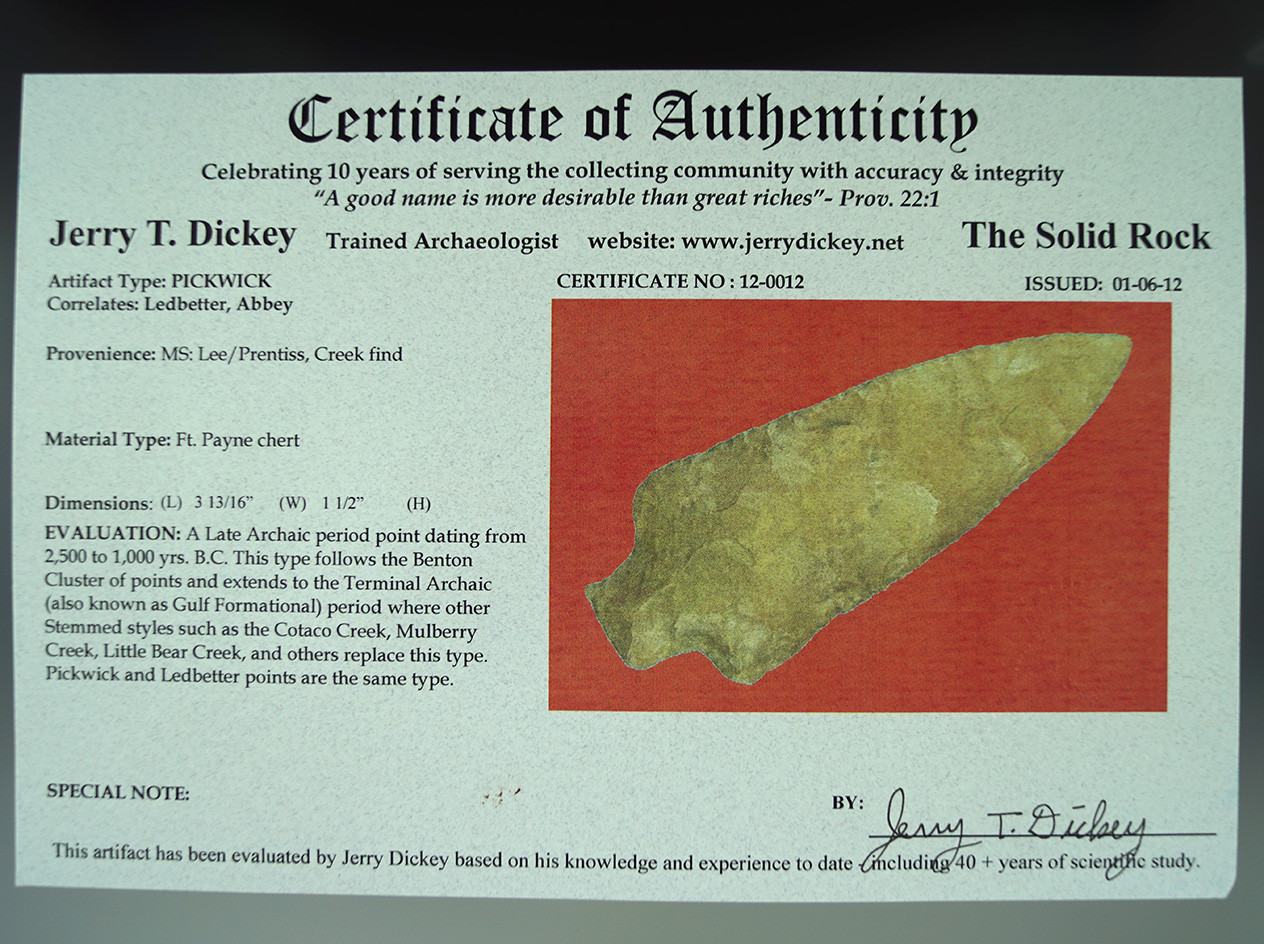 Certificate of Authenticity
Celebrating 10 years of serving the collecting community with accuracy & integrity
“A good name is more desirable than great riches”- Prov. 22:1
Jerry T. Dickey Trained Archaeologist website: www.jerrydickey.net The Solid Rock
Artifact Type: PICKWICK
Correlates: Ledbetter, Abbey
CERTIFICATE NO : 12-0012 ISSUED: 01-06-12
Provenience: MS: Lee/Prentiss, Creek find
Material Type: Ft. Payne chert
Dimensions: (L) 3 13/16” (W) 1 1/2” (H)
EVALUATION: A Late Archaic period point dating from
2,500 to 1,000 yrs. B.C. This type follows the Benton
Cluster of points and extends to the Terminal Archaic
(also known as Gulf Formational) period where other
Stemmed styles such as the Cotaco Creek, Mulberry
Creek, Little Bear Creek, and others replace this type.
Pickwick and Ledbetter points are the same type.
SPECIAL NOTE:
BY: Jerry T. Dickey
This artifact has been evaluated by Jerry Dickey based on his knowledge and experience to date - including 40 + years of scientific study.